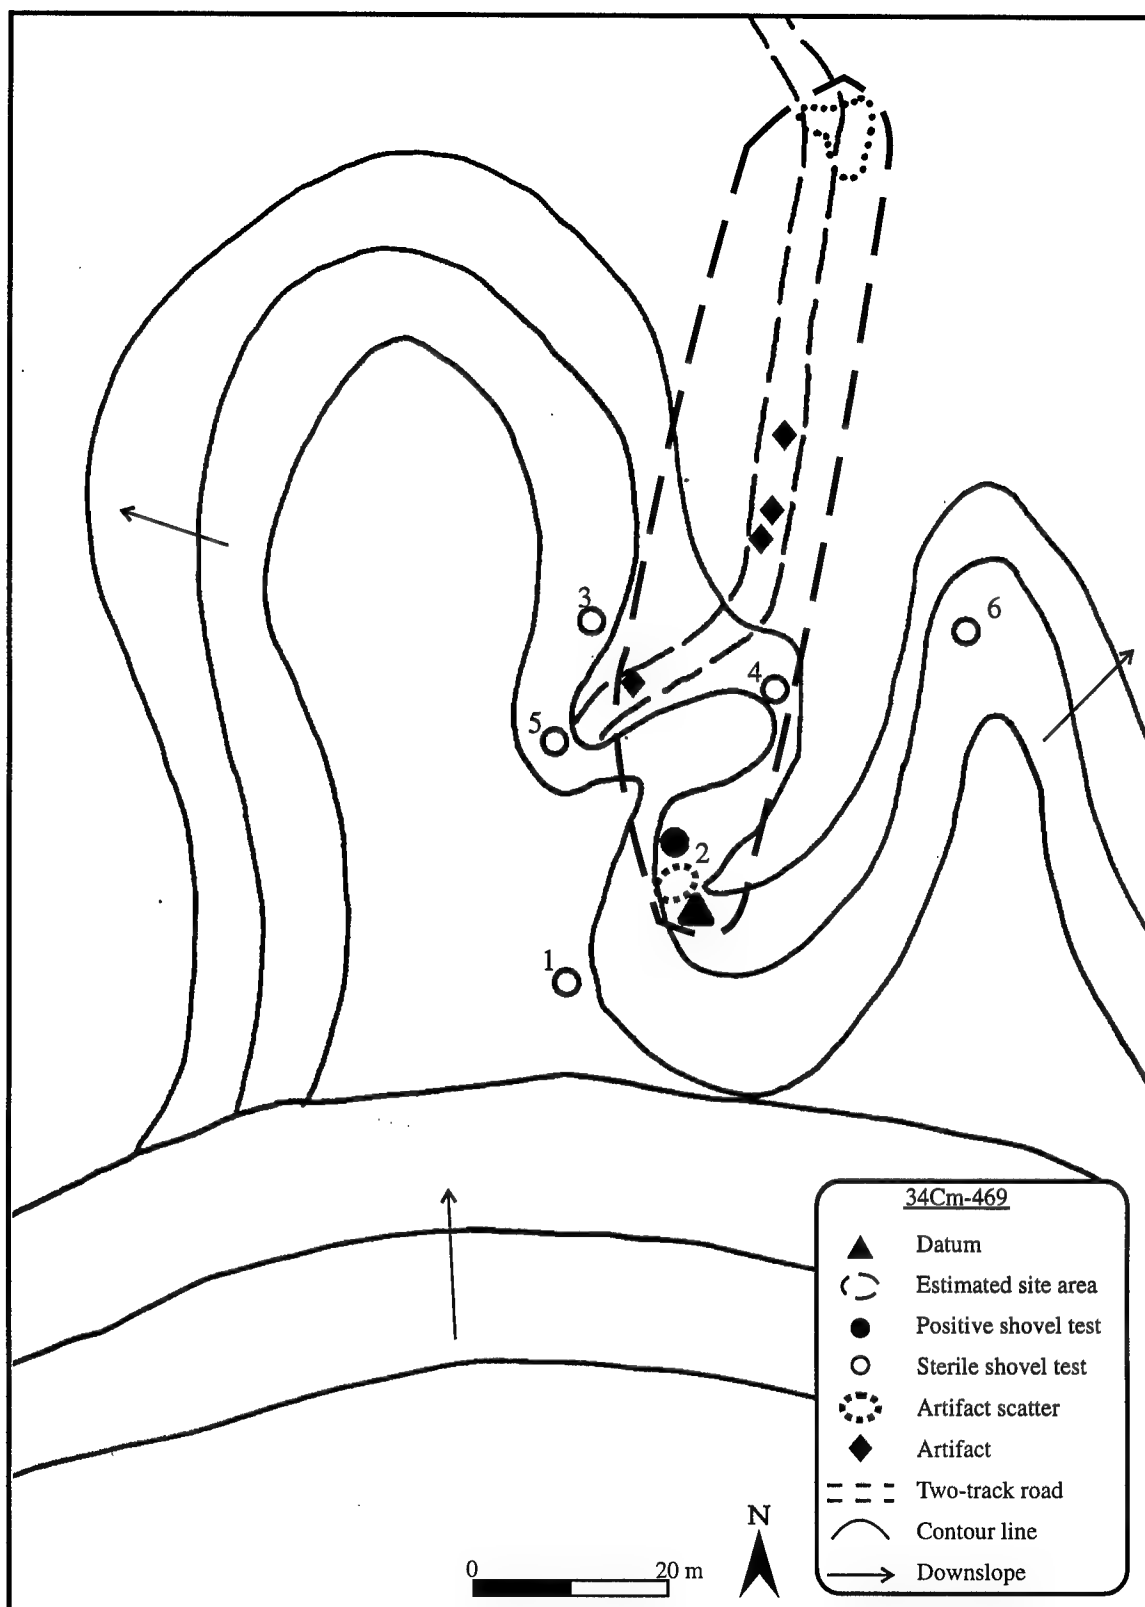 3
6
4
5
2
1
34Cm-469
Datum
Estimated site area
Positive shovel test
Sterile shovel test
Artifact scatter
Artifact
Two-track road
Contour line
Downslope
N
0 20 m